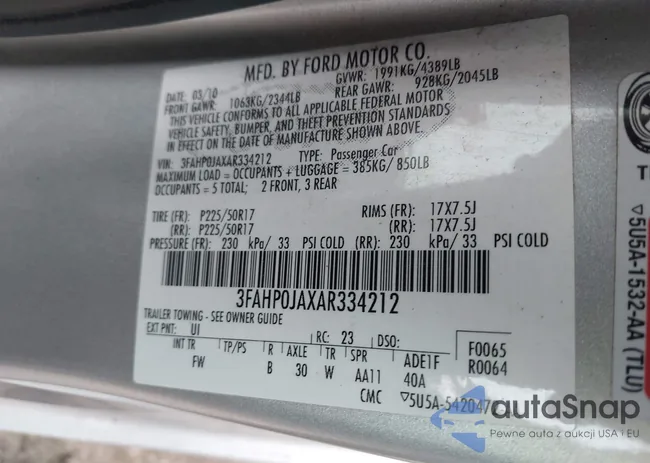 MFD. BY FORD MOTOR CO.
DATE: 03/10 GVWR: 1991KG/4389LB
FRONT GAWR: 1063KG/2344LB REAR GAWR: 928KG/2045LB
THIS VEHICLE CONFORMS TO ALL APPLICABLE FEDERAL MOTOR
VEHICLE SAFETY, BUMPER, AND THEFT PREVENTION STANDARDS
IN EFFECT ON THE DATE OF MANUFACTURE SHOWN ABOVE.
VIN: 3FAHP0JAXAR334212 TYPE: Passenger Car
MAXIMUM LOAD = OCCUPANTS + LUGGAGE = 385KG/ 850LB
OCCUPANTS = 5 TOTAL; 2 FRONT, 3 REAR
TIRE (FR): P225/50R17 RIMS (FR): 17X7.5J
(RR): P225/50R17 (RR): 17X7.5J
PRESSURE (FR): 230 kPa/ 33 PSI COLD (RR): 230 kPa/ 33 PSI COLD
3FAHP0JAXAR334212
TRAILER TOWING - SEE OWNER GUIDE
EXT PNT: UI RC: 23 DSO: F0065
INT TR TP/PS R AXLE TR SPR ADE1F R0064
FW B 30 W AA11 40A
CMC ▽5U5A-542047
▽5U5A-1532-AA (TLU)
autaSnap
Pewne auta z aukcji USA i EU